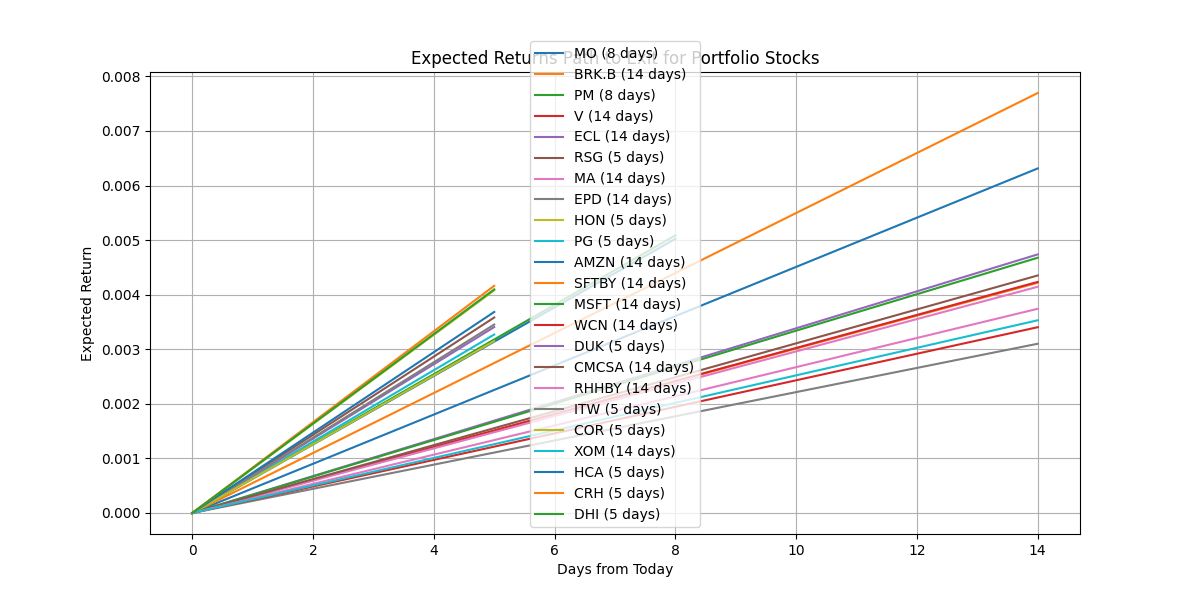 Expected Returns Path to Exit for Portfolio Stocks
MO (8 days)
BRK.B (14 days)
PM (8 days)
V (14 days)
ECL (14 days)
RSG (5 days)
MA (14 days)
EPD (14 days)
HON (5 days)
PG (5 days)
AMZN (14 days)
SFTBY (14 days)
MSFT (14 days)
WCN (14 days)
DUK (5 days)
CMCSA (14 days)
RHHBY (14 days)
ITW (5 days)
COR (5 days)
XOM (14 days)
HCA (5 days)
CRH (5 days)
DHI (5 days)
Expected Return
0.008
0.007
0.006
0.005
0.004
0.003
0.002
0.001
0.000
0 2 4 6 8 10 12 14
Days from Today